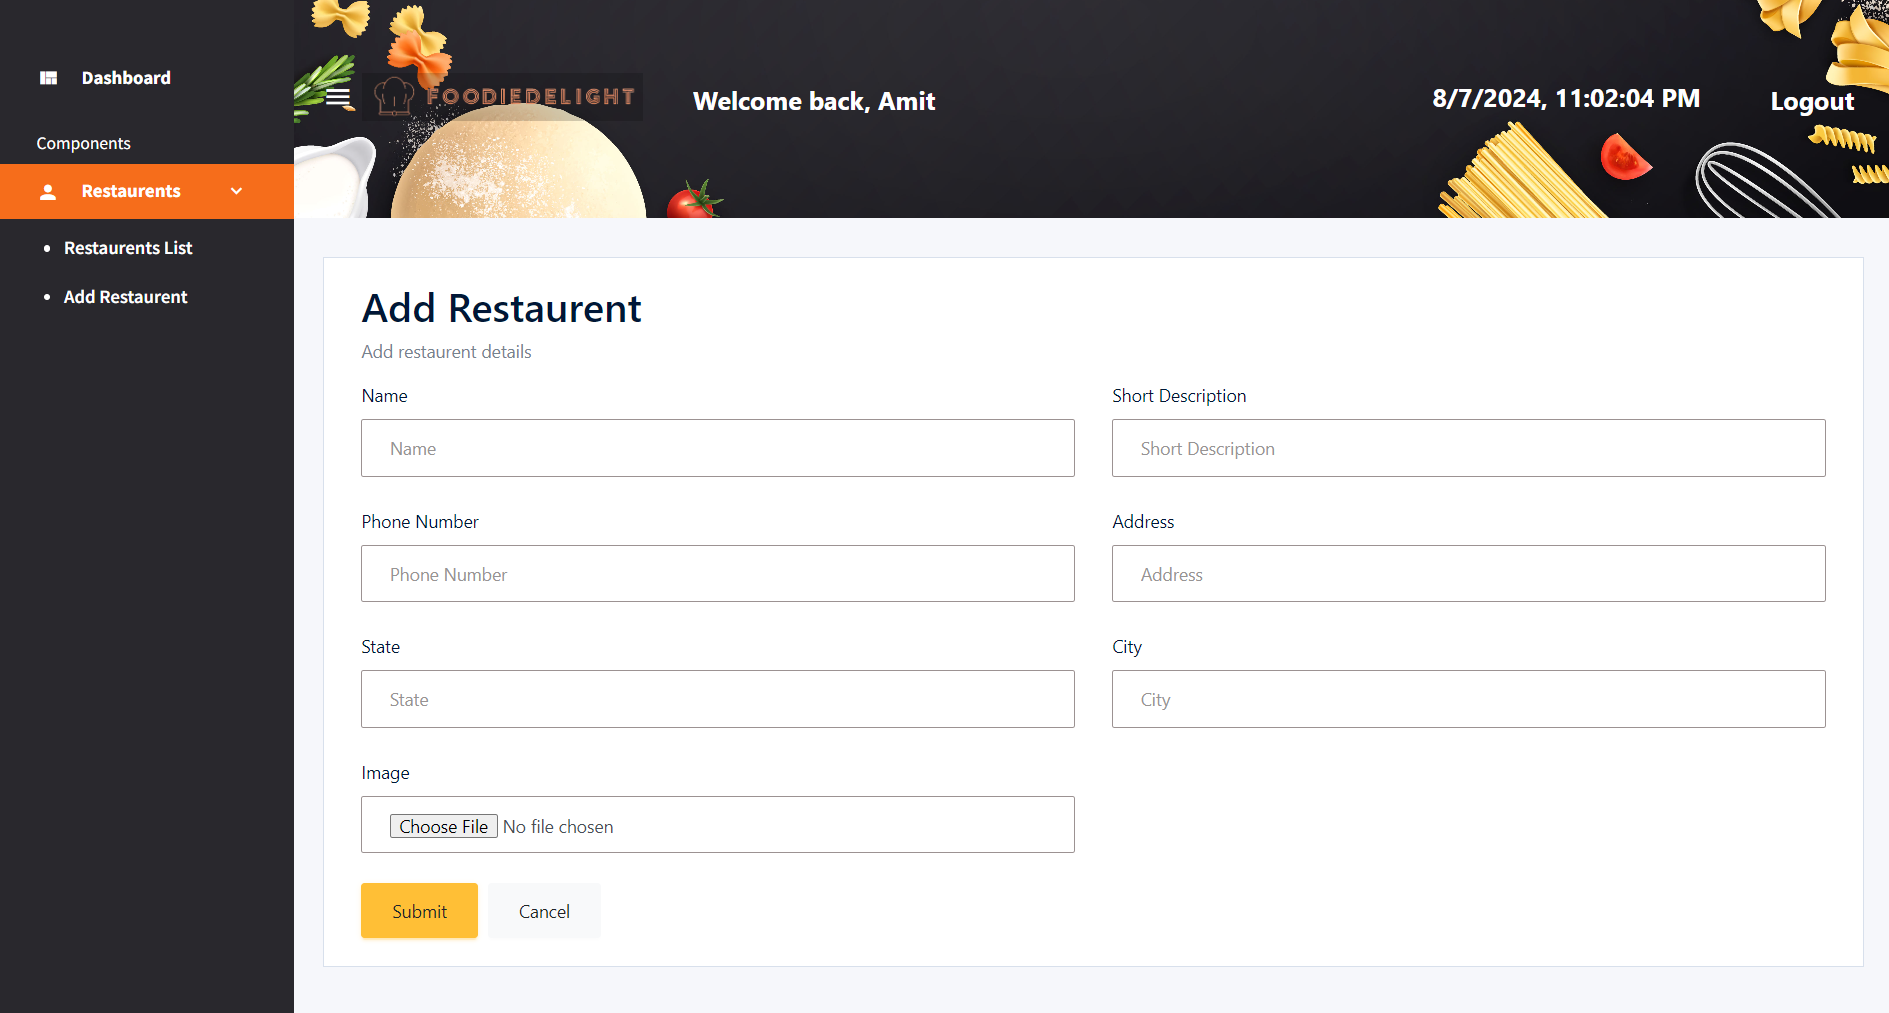 Dashboard
Components
Restaurents
Restaurents List
Add Restaurent
FOODIEDELIGHT
Welcome back, Amit
8/7/2024, 11:02:04 PM
Logout
Add Restaurent
Add restaurent details
Name
Short Description
Name
Short Description
Phone Number
Address
Phone Number
Address
State
City
State
City
Image
Choose File No file chosen
Submit
Cancel